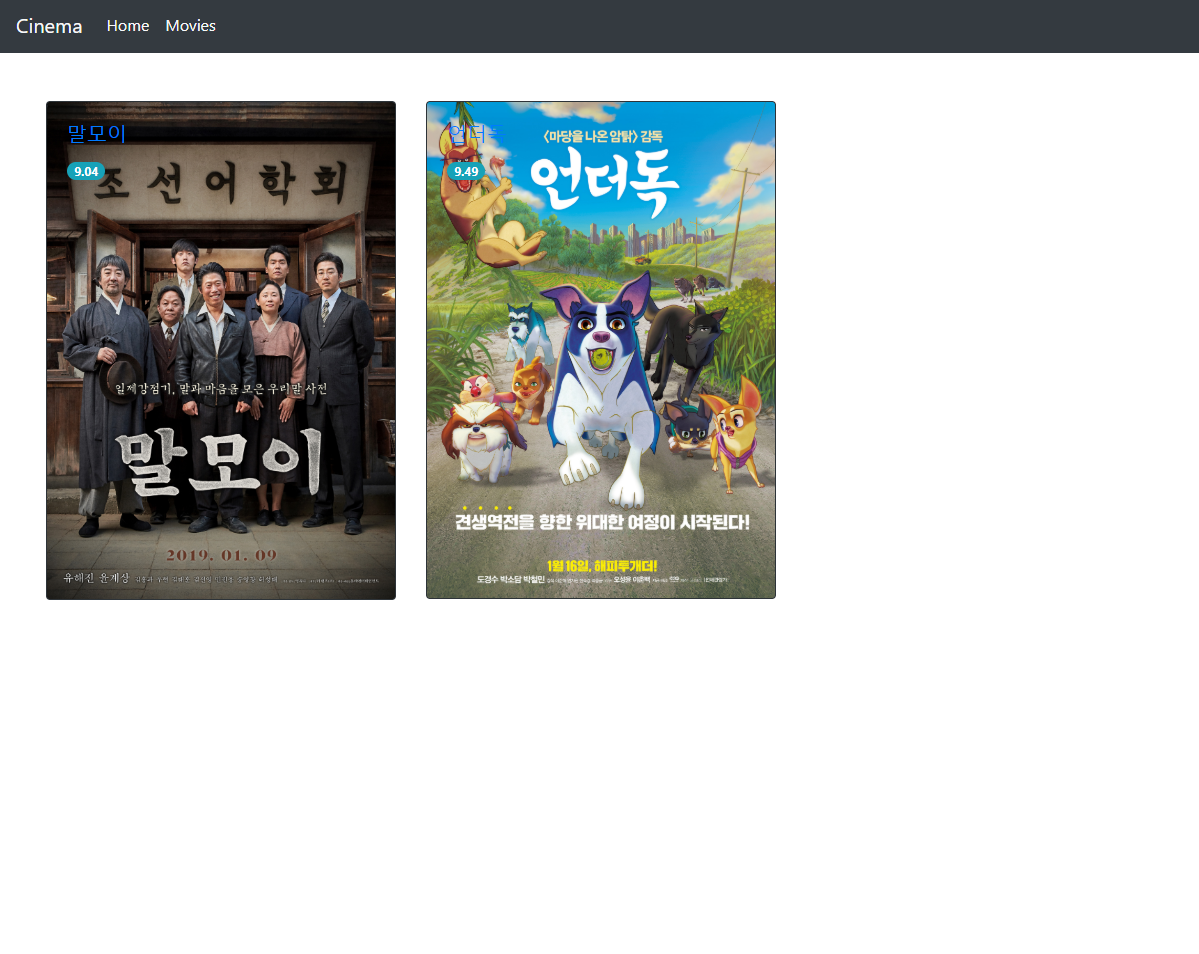 Cinema Home Movies
말모이
9.04
조선어학회
일제강점기, 말과 마음을 모은 우리말 사전
말모이
2019. 01. 09
유해진 윤계상
언더독
9.49
〈마당을 나온 암탉〉 감독
언더독
견생역전을 향한 위대한 여정이 시작된다!
1월 16일, 해피투개더!
도경수 박소담 박철민